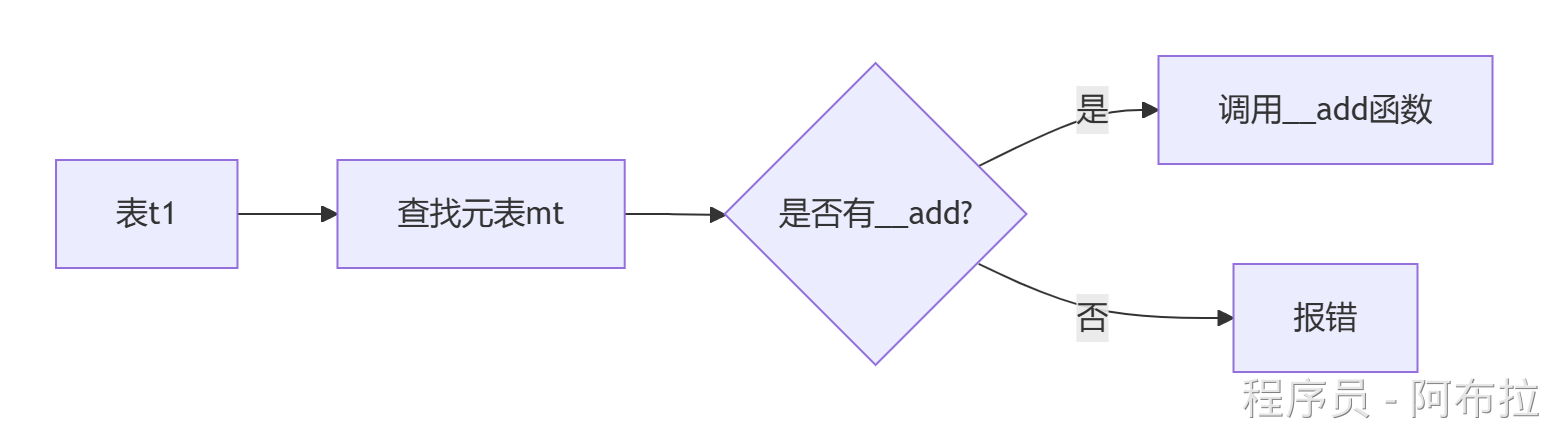 表t1
查找元表mt
是否有__add?
是
调用__add函数
否
报错
程序员 - 阿布拉